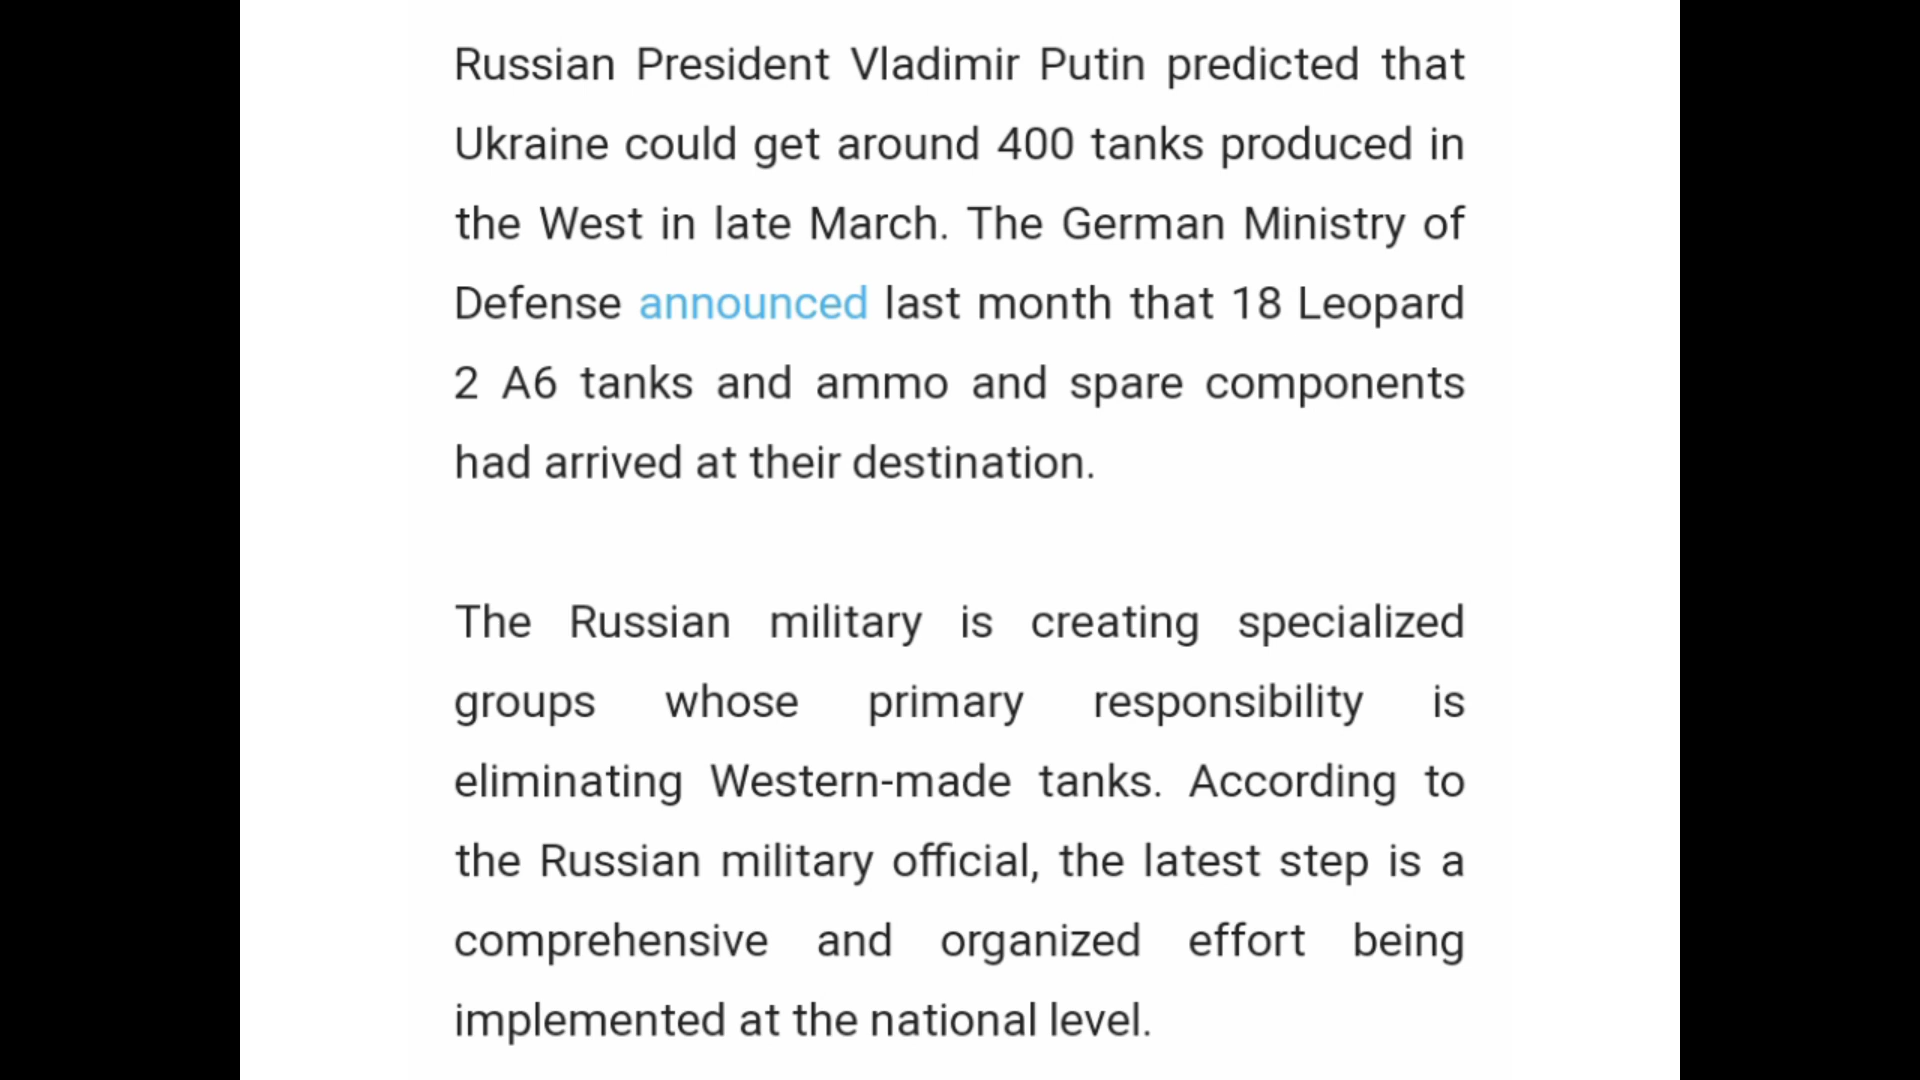 Russian President Vladimir Putin predicted that
Ukraine could get around 400 tanks produced in
the West in late March. The German Ministry of
Defense announced last month that 18 Leopard
2 A6 tanks and ammo and spare components
had arrived at their destination.
The Russian military is creating specialized
groups whose primary responsibility is
eliminating Western-made tanks. According to
the Russian military official, the latest step is a
comprehensive and organized effort being
implemented at the national level.